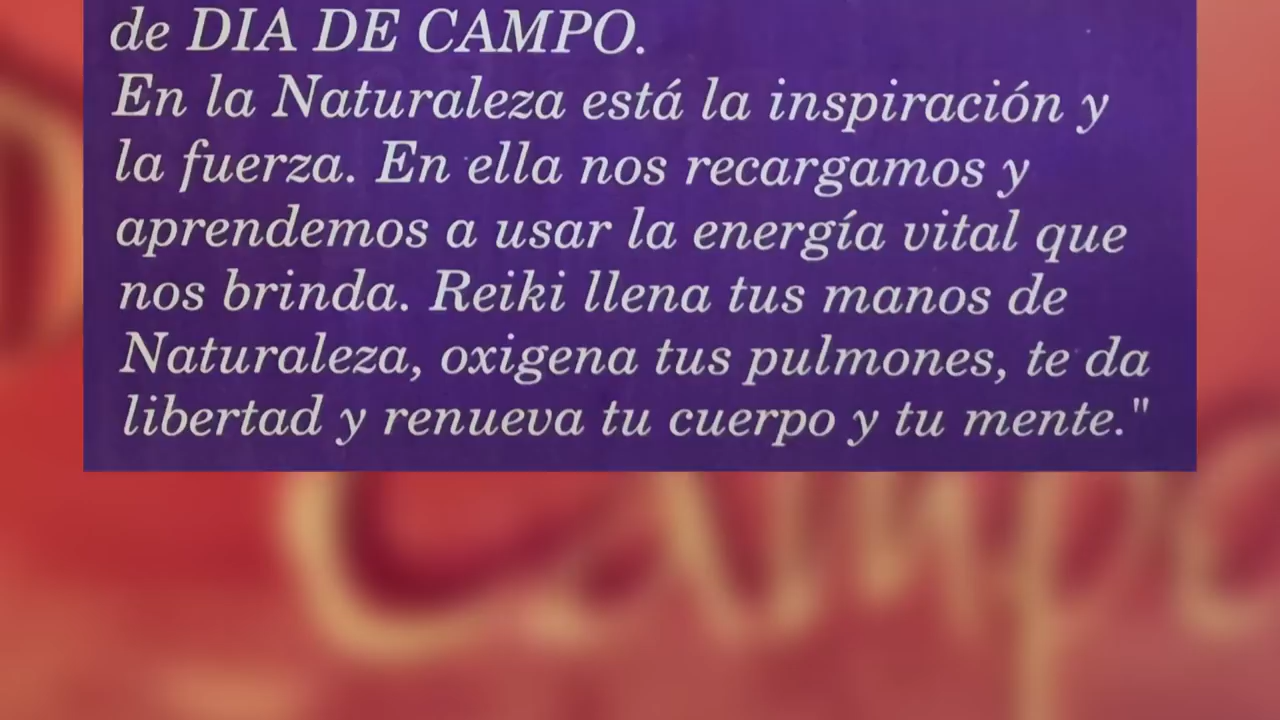 de DIA DE CAMPO.
En la Naturaleza está la inspiración y
la fuerza. En ella nos recargamos y
aprendemos a usar la energía vital que
nos brinda. Reiki llena tus manos de
Naturaleza, oxigena tus pulmones, te da
libertad y renueva tu cuerpo y tu mente."
Campo